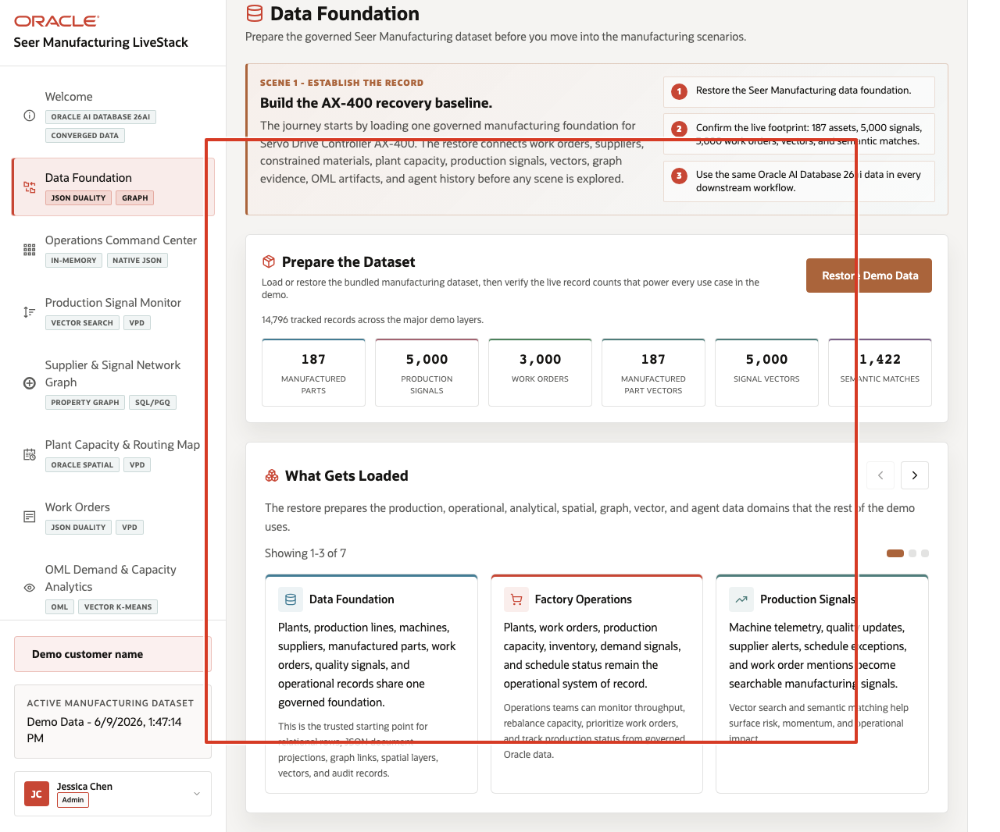 ORACLE
Seer Manufacturing LiveStack
Welcome
ORACLE AI DATABASE 26AI
CONVERGED DATA
Data Foundation
JSON DUALITY GRAPH
Operations Command Center
IN-MEMORY NATIVE JSON
Production Signal Monitor
VECTOR SEARCH VPD
Supplier & Signal Network
Graph
PROPERTY GRAPH SQL/PGQ
Plant Capacity & Routing Map
ORACLE SPATIAL VPD
Work Orders
JSON DUALITY VPD
OML Demand & Capacity
Analytics
OML VECTOR K-MEANS
Demo customer name
ACTIVE MANUFACTURING DATASET
Demo Data - 6/9/2026, 1:47:14
PM
JC
Jessica Chen
Admin
Data Foundation
Prepare the governed Seer Manufacturing dataset before you move into the manufacturing scenarios.
SCENE 1 - ESTABLISH THE RECORD
Build the AX-400 recovery baseline.
The journey starts by loading one governed manufacturing foundation for
Servo Drive Controller AX-400. The restore connects work orders, suppliers,
constrained materials, plant capacity, production signals, vectors, graph
evidence, OML artifacts, and agent history before any scene is explored.
1 Restore the Seer Manufacturing data foundation.
2 Confirm the live footprint: 187 assets, 5,000 signals,
3,000 work orders, vectors, and semantic matches.
3 Use the same Oracle AI Database 26ai data in every
downstream workflow.
Prepare the Dataset
Load or restore the bundled manufacturing dataset, then verify the live record counts that power every use case in the
demo.
Restore Demo Data
14,796 tracked records across the major demo layers.
187
MANUFACTURED
PARTS
5,000
PRODUCTION
SIGNALS
3,000
WORK ORDERS
187
MANUFACTURED
PART VECTORS
5,000
SIGNAL VECTORS
1,422
SEMANTIC MATCHES
What Gets Loaded
The restore prepares the production, operational, analytical, spatial, graph, vector, and agent data domains that the rest of the demo
uses.
Showing 1-3 of 7
Data Foundation
Plants, production lines, machines,
suppliers, manufactured parts, work
orders, quality signals, and
operational records share one
governed foundation.
This is the trusted starting point for
relational rows, JSON document
projections, graph links, spatial layers,
vectors, and audit records.
Factory Operations
Plants, work orders, production
capacity, inventory, demand signals,
and schedule status remain the
operational system of record.
Operations teams can monitor throughput,
rebalance capacity, prioritize work orders,
and track production status from governed
Oracle data.
Production Signals
Machine telemetry, quality updates,
supplier alerts, schedule exceptions,
and work order mentions become
searchable manufacturing signals.
Vector search and semantic matching help
surface risk, momentum, and operational
impact.